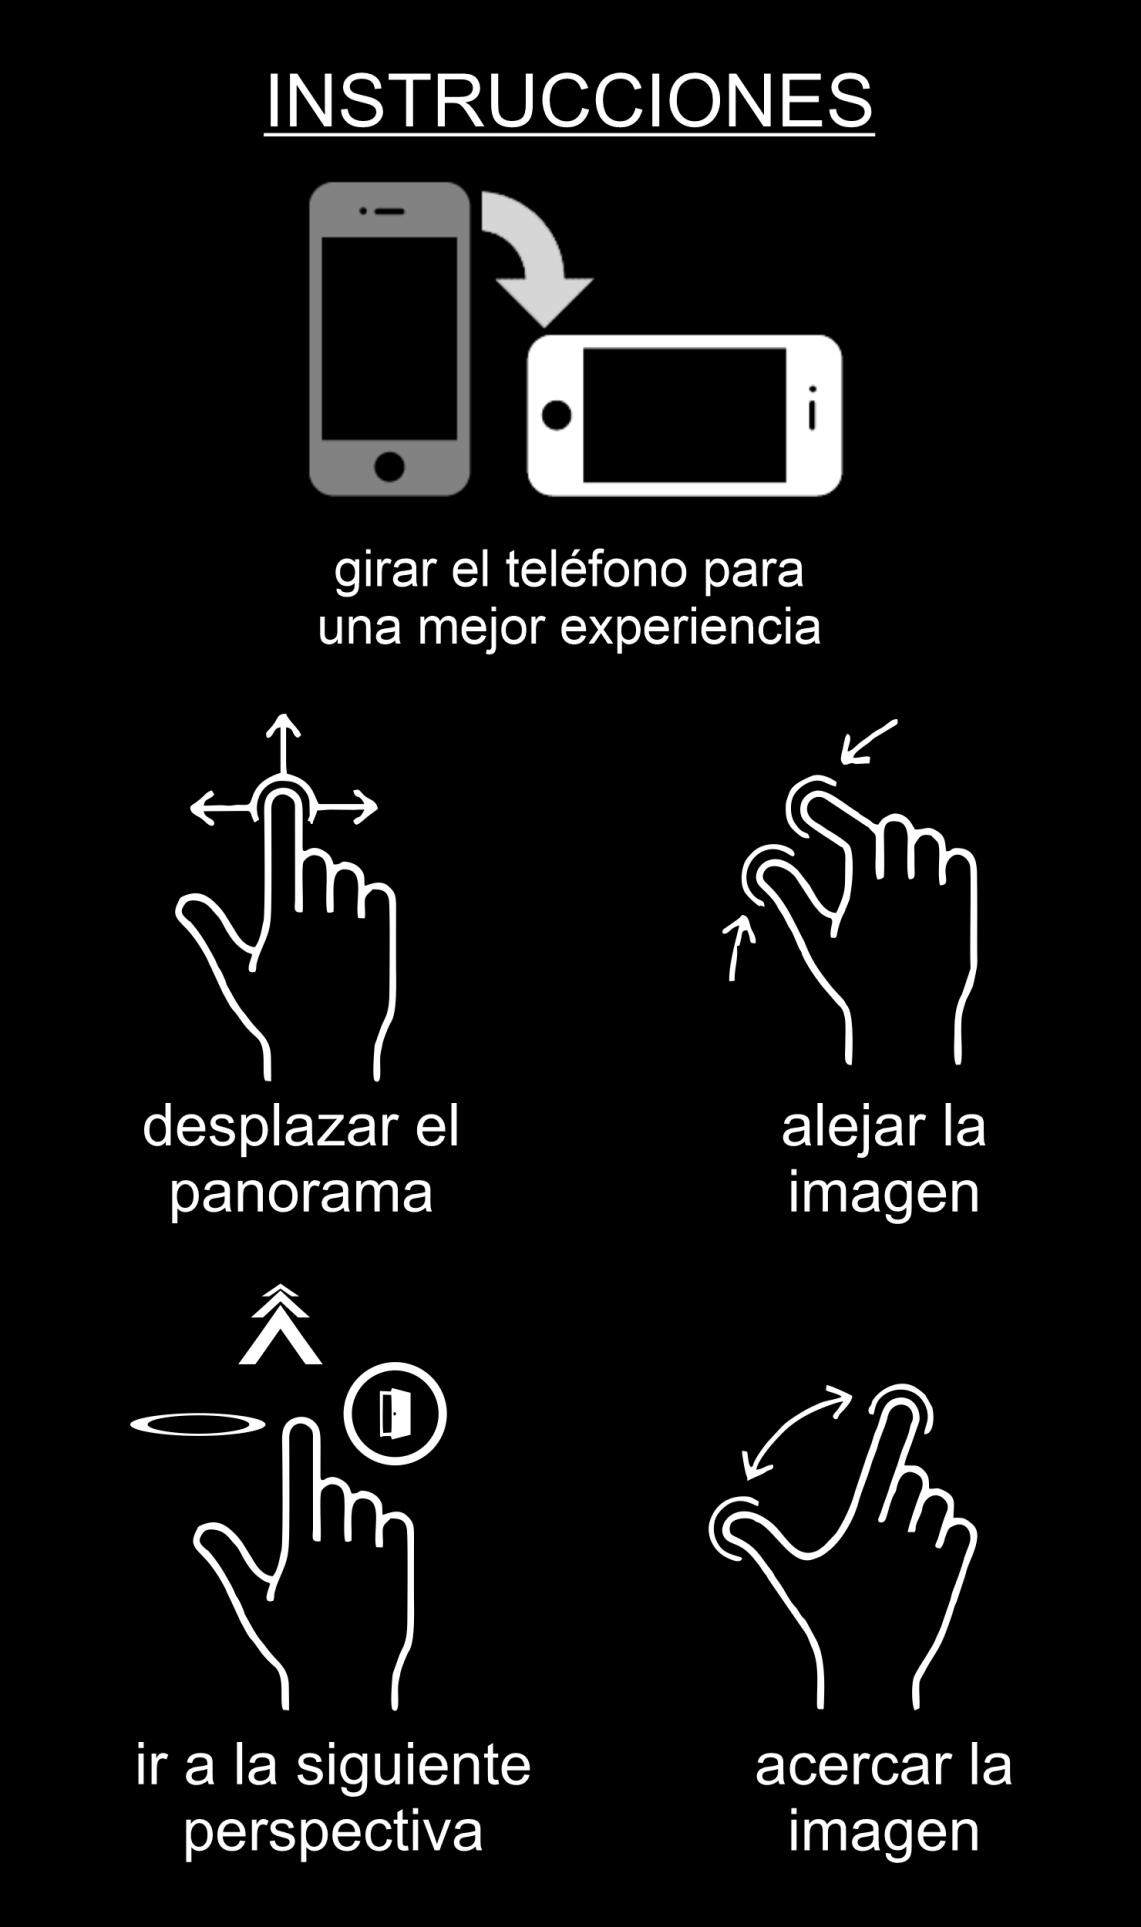 INSTRUCCIONES
girar el teléfono para
una mejor experiencia
desplazar el
panorama
alejar la
imagen
ir a la siguiente
perspectiva
acercar la
imagen